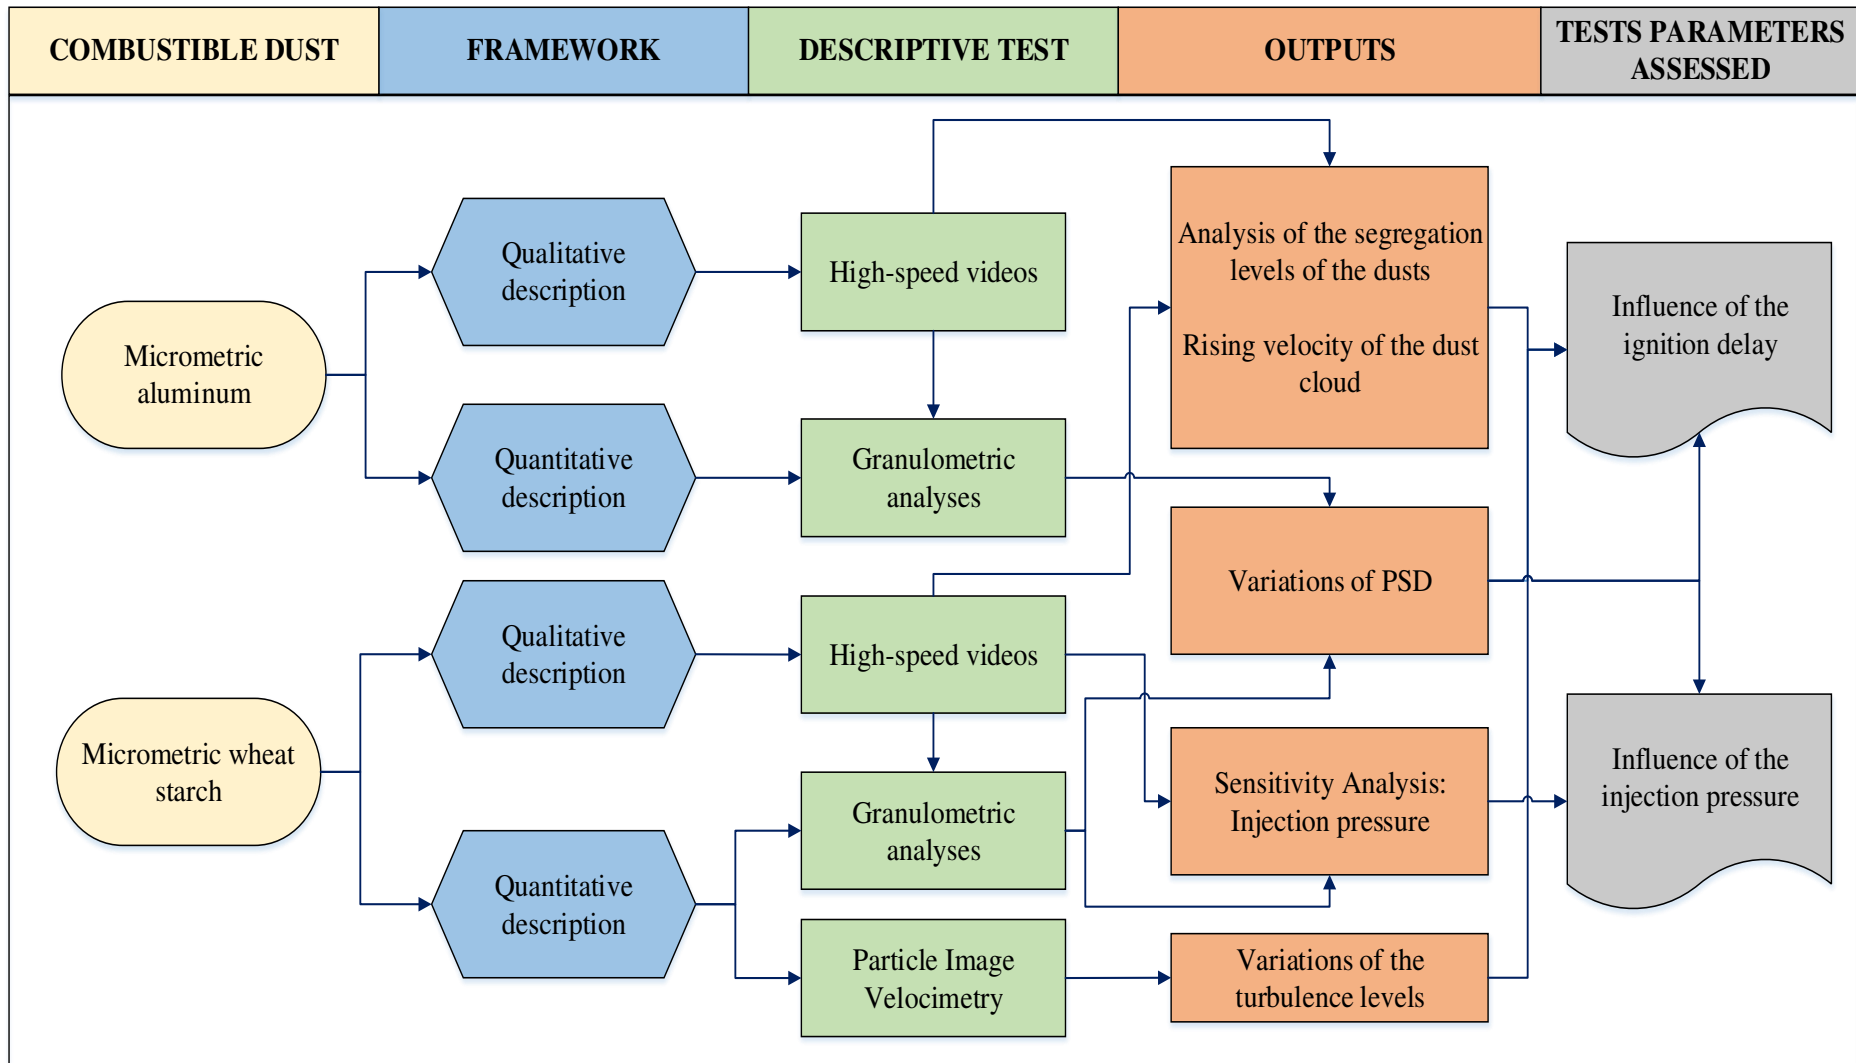 COMBUSTIBLE DUST
FRAMEWORK
DESCRIPTIVE TEST
OUTPUTS
TESTS PARAMETERS
ASSESSED
Micrometric
aluminum
Qualitative
description
Quantitative
description
High-speed videos
Granulometric
analyses
Analysis of the segregation
levels of the dusts
Rising velocity of the dust
cloud
Variations of PSD
Influence of the
ignition delay
Micrometric wheat
starch
Qualitative
description
Quantitative
description
High-speed videos
Granulometric
analyses
Particle Image
Velocimetry
Sensitivity Analysis:
Injection pressure
Variations of the
turbulence levels
Influence of the
injection pressure